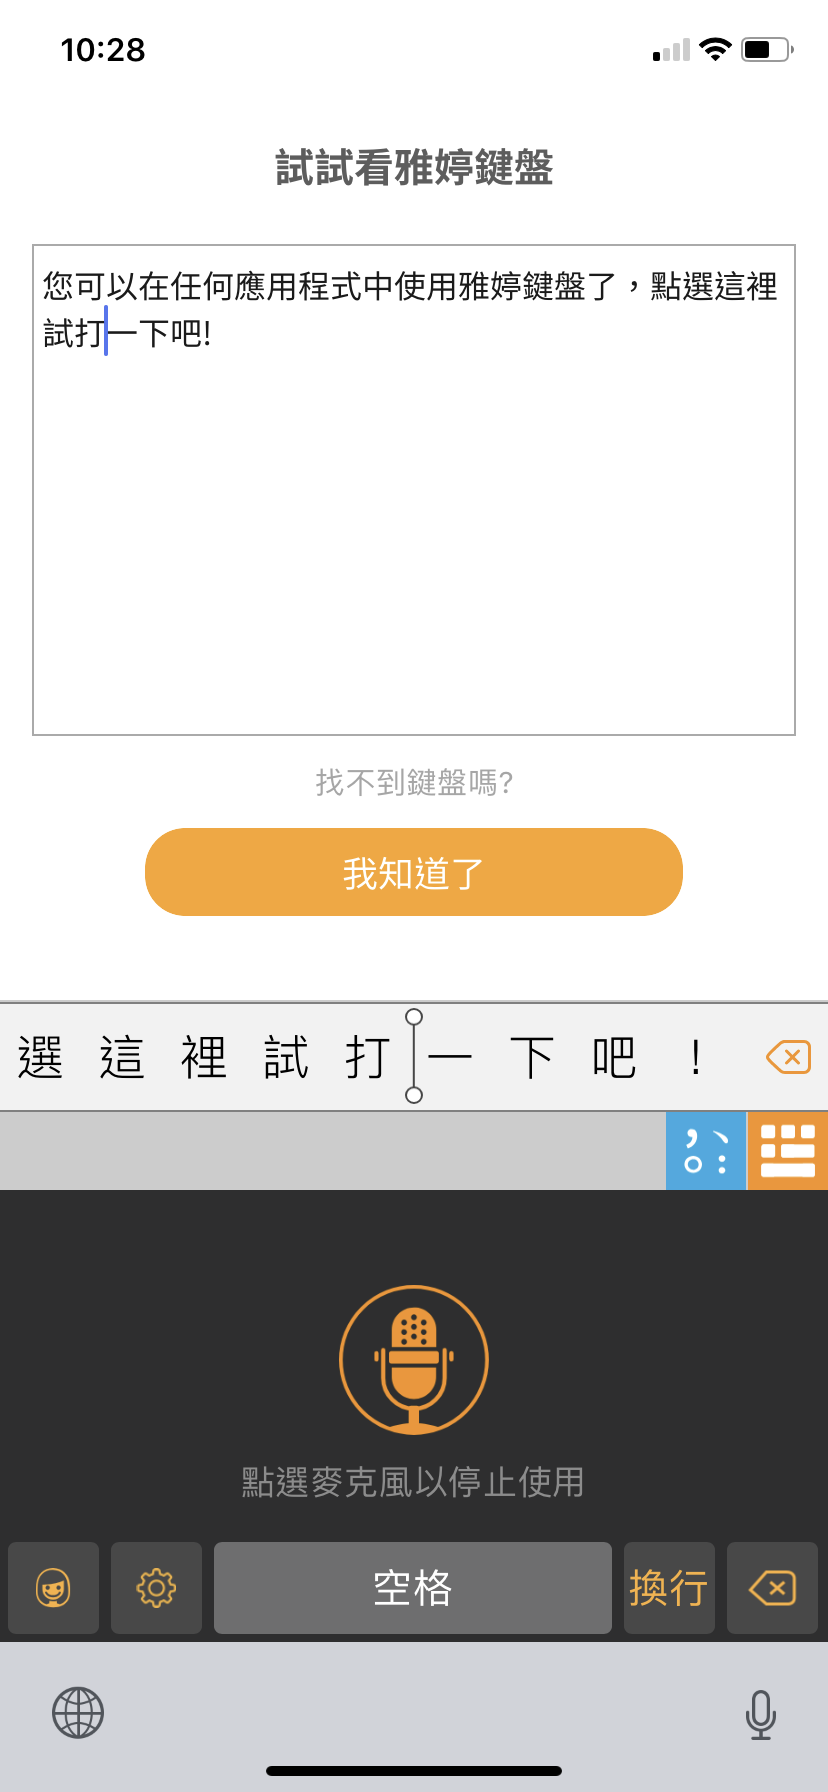 10:28
試試看雅婷鍵盤
您可以在任何應用程式中使用雅婷鍵盤了，點選這裡
試打一下吧!
找不到鍵盤嗎?
我知道了
選這裡試打一下吧！
，、。：
點選麥克風以停止使用
空格 換行